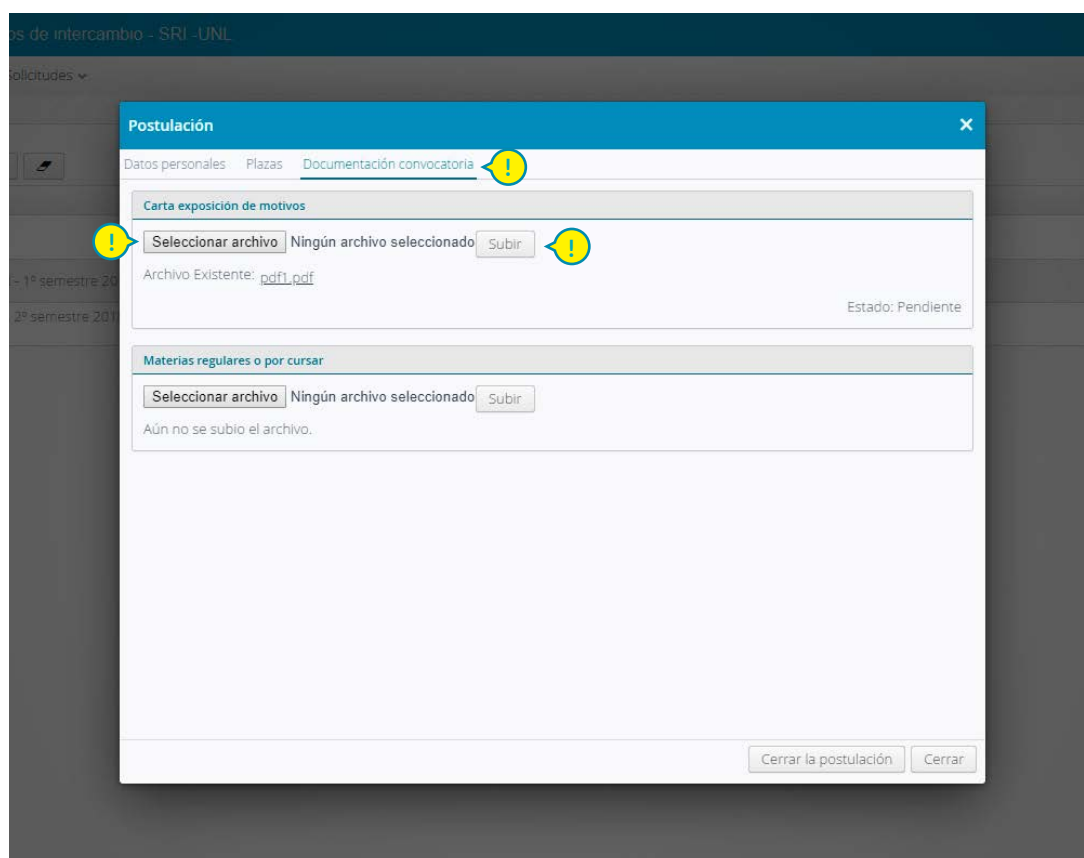 os de intercambio - SRI -UNL
Solicitudes
Postulación
Datos personales Plazas Documentación convocatoria !
Carta exposición de motivos
! Seleccionar archivo Ningún archivo seleccionado Subir !
Archivo Existente: pdf1.pdf
- 1º semestre 20
Estado: Pendiente
2º semestre 201
Materias regulares o por cursar
Seleccionar archivo Ningún archivo seleccionado Subir
Aún no se subio el archivo.
Cerrar la postulación Cerrar